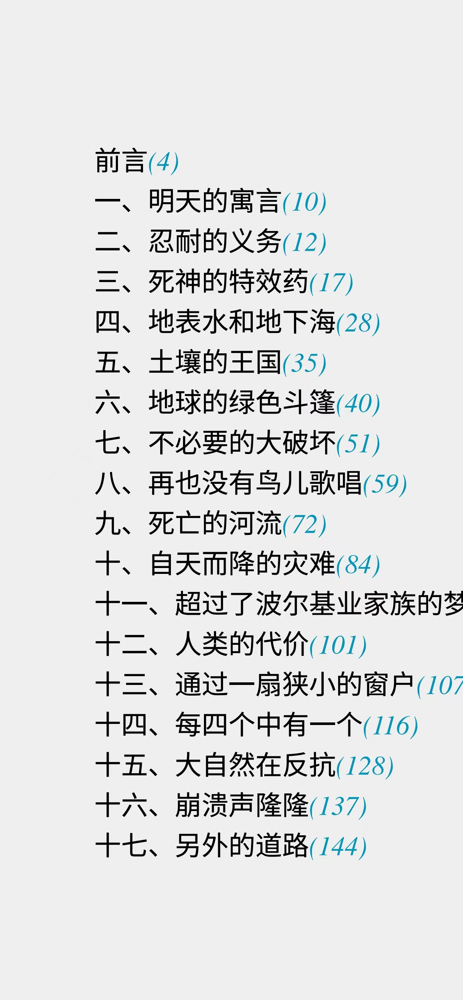 前言(4)
一、明天的寓言(10)
二、忍耐的义务(12)
三、死神的特效药(17)
四、地表水和地下海(28)
五、土壤的王国(35)
六、地球的绿色斗篷(40)
七、不必要的大破坏(51)
八、再也没有鸟儿歌唱(59)
九、死亡的河流(72)
十、自天而降的灾难(84)
十一、超过了波尔基业家族的梦
十二、人类的代价(101)
十三、通过一扇狭小的窗户(107
十四、每四个中有一个(116)
十五、大自然在反抗(128)
十六、崩溃声隆隆(137)
十七、另外的道路(144)